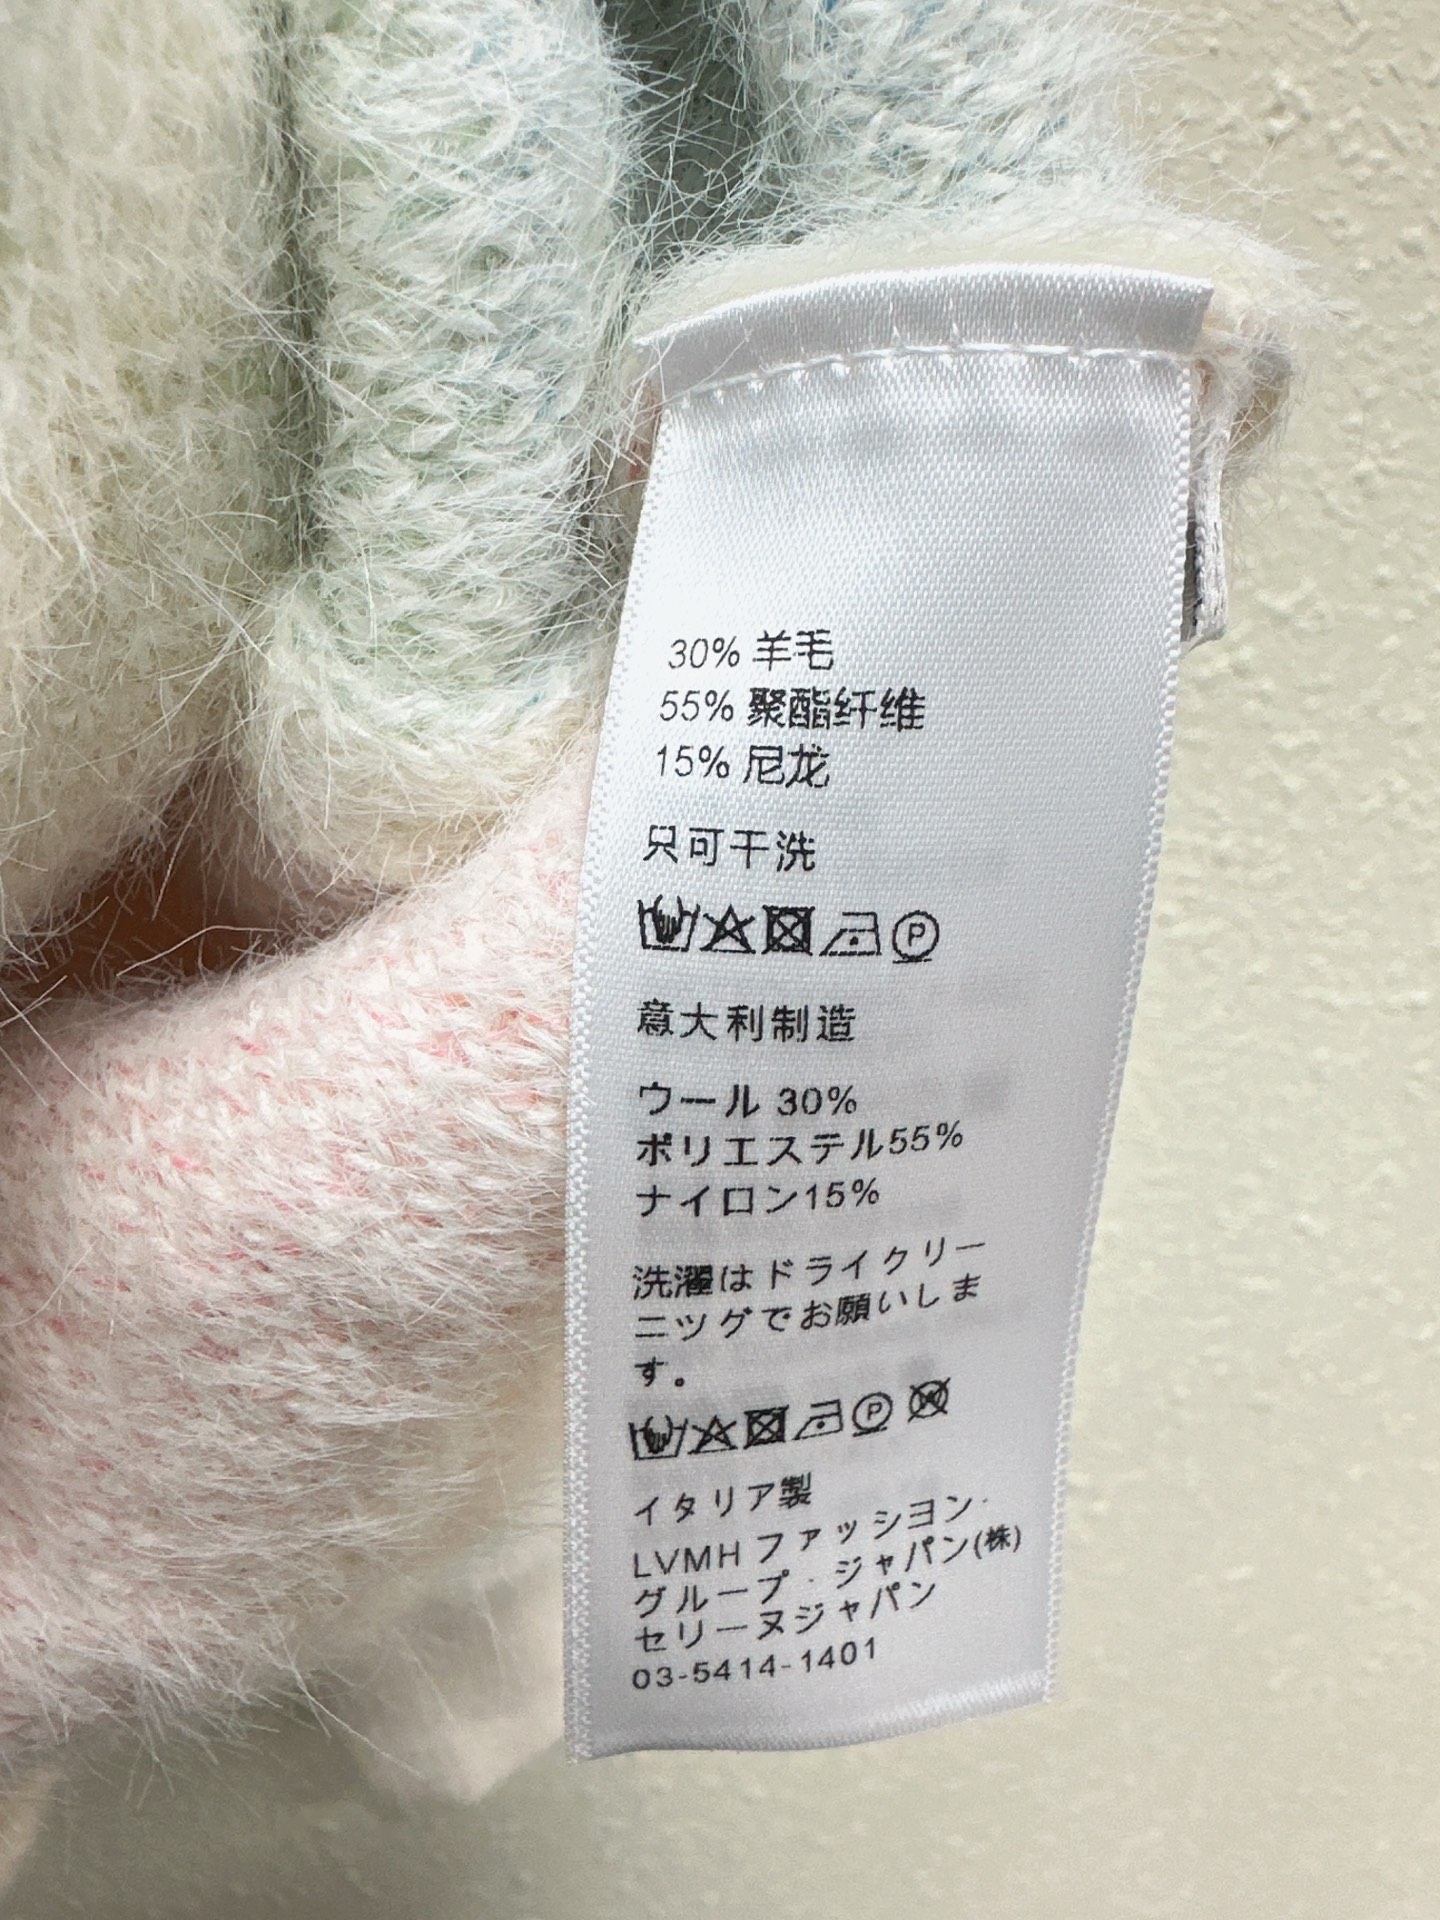 30% 羊毛
55% 聚酯纤维
15% 尼龙
只可干洗
P
意大利制造
ウール 30%
ポリエステル55%
ナイロン15%
洗濯はドライクリー
ニツグでお願いしま
す。
P W
イタリア製
LVMH ファッシヨン·
グループ · ジャパン(株)
セリーヌジャパン
03-5414-1401